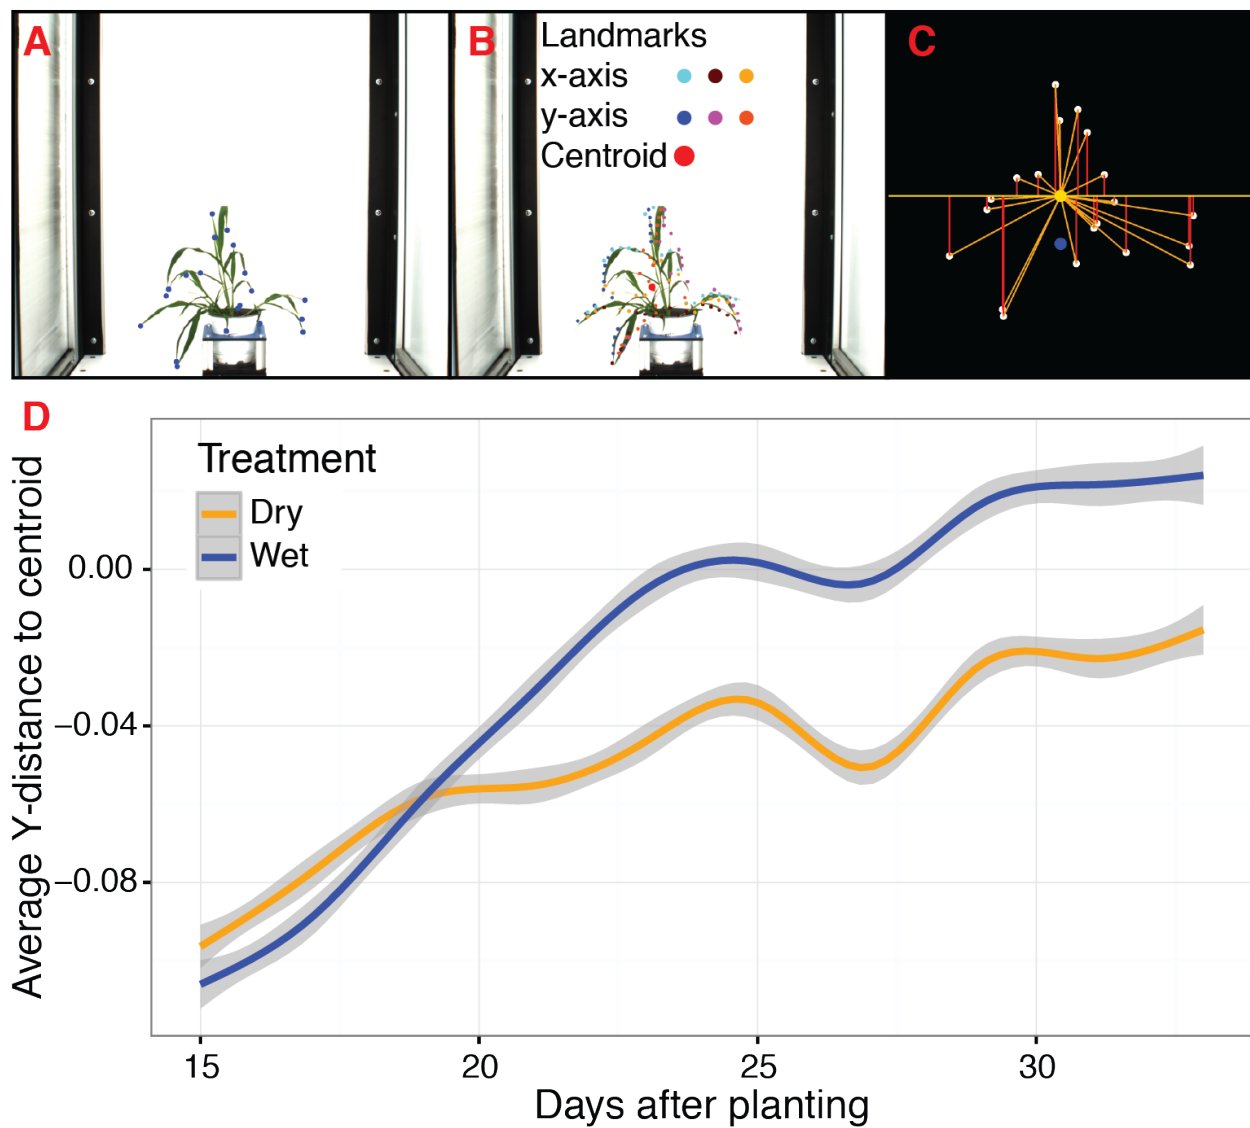 A
B
Landmarks
x-axis
y-axis
Centroid
C
D
Treatment
Dry
Wet
Average Y-distance to centroid
0.00
−0.04
−0.08
15
20
25
30
Days after planting